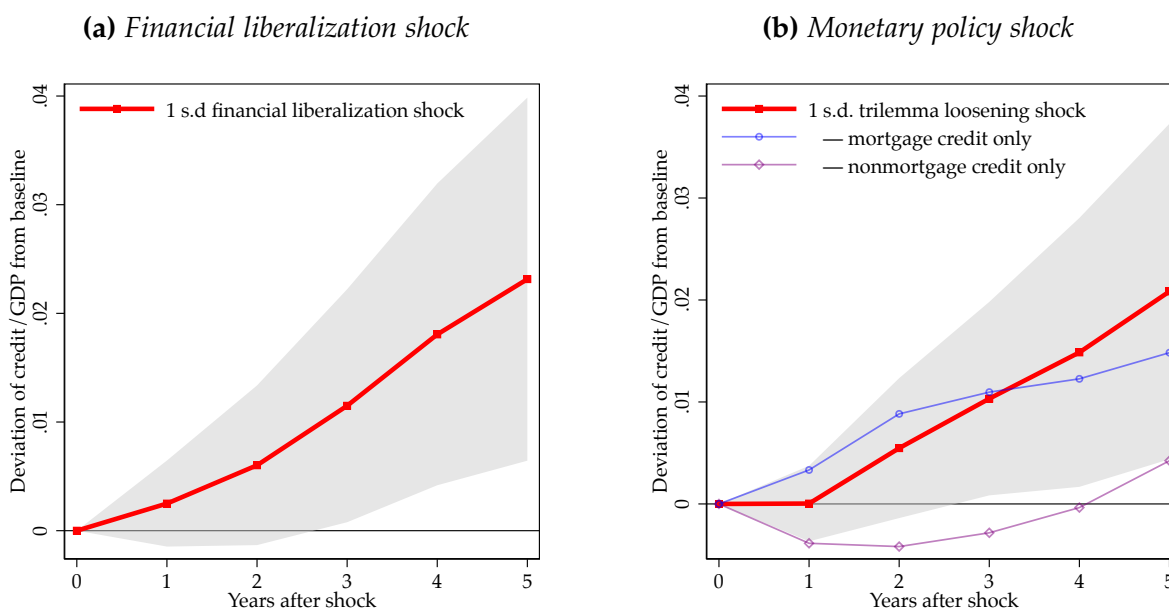 (a) Financial liberalization shock
Deviation of credit/GDP from baseline
.04
.03
.02
.01
0
1 s.d financial liberalization shock
0 1 2 3 4 5
Years after shock
(b) Monetary policy shock
Deviation of credit/GDP from baseline
.04
.03
.02
.01
0
1 s.d. trilemma loosening shock
— mortgage credit only
— nonmortgage credit only
0 1 2 3 4 5
Years after shock